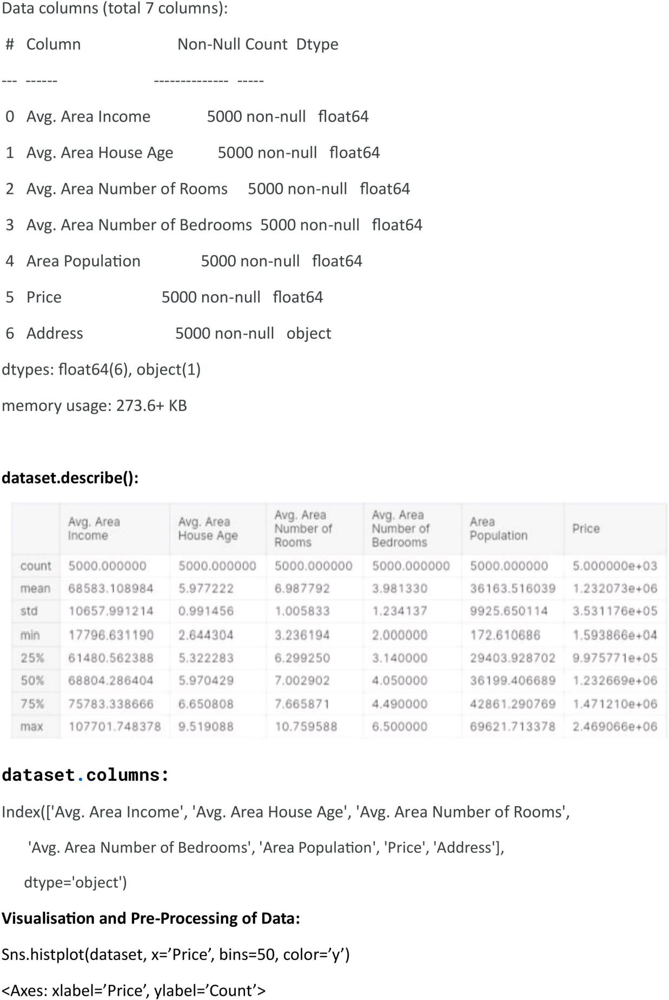 Data columns (total 7 columns):
# Column Non-Null Count Dtype
--- ------ -------------- -----
0 Avg. Area Income 5000 non-null float64
1 Avg. Area House Age 5000 non-null float64
2 Avg. Area Number of Rooms 5000 non-null float64
3 Avg. Area Number of Bedrooms 5000 non-null float64
4 Area Population 5000 non-null float64
5 Price 5000 non-null float64
6 Address 5000 non-null object
dtypes: float64(6), object(1)
memory usage: 273.6+ KB
dataset.describe():
Avg. Area Income Avg. Area House Age Avg. Area Number of Rooms Avg. Area Number of Bedrooms Area Population Price
count 5000.000000 5000.000000 5000.000000 5000.000000 5000.000000 5.000000e+03
mean 68583.108984 5.977222 6.987792 3.981330 36163.516039 1.232073e+06
std 10657.991214 0.991456 1.005833 1.234137 9925.650114 3.531176e+05
min 17796.631190 2.644304 3.236194 2.000000 172.610686 1.593866e+04
25% 61480.562388 5.322283 6.299250 3.140000 29403.928702 9.975771e+05
50% 68804.286404 5.970429 7.002902 4.050000 36199.406689 1.232669e+06
75% 75783.338666 6.650808 7.665871 4.490000 42861.290769 1.471210e+06
max 107701.748378 9.519088 10.759588 6.500000 69621.713378 2.469066e+06
dataset.columns:
Index(['Avg. Area Income', 'Avg. Area House Age', 'Avg. Area Number of Rooms',
'Avg. Area Number of Bedrooms', 'Area Population', 'Price', 'Address'],
dtype='object')
Visualisation and Pre-Processing of Data:
Sns.histplot(dataset, x=’Price’, bins=50, color=’y’)
<Axes: xlabel=’Price’, ylabel=’Count’>